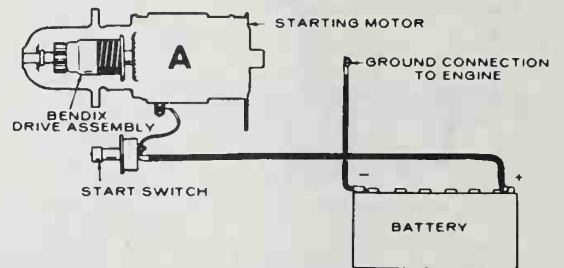 STARTING MOTOR
A
GROUND CONNECTION
TO ENGINE
BENDIX
DRIVE ASSEMBLY
START SWITCH
–
+
BATTERY